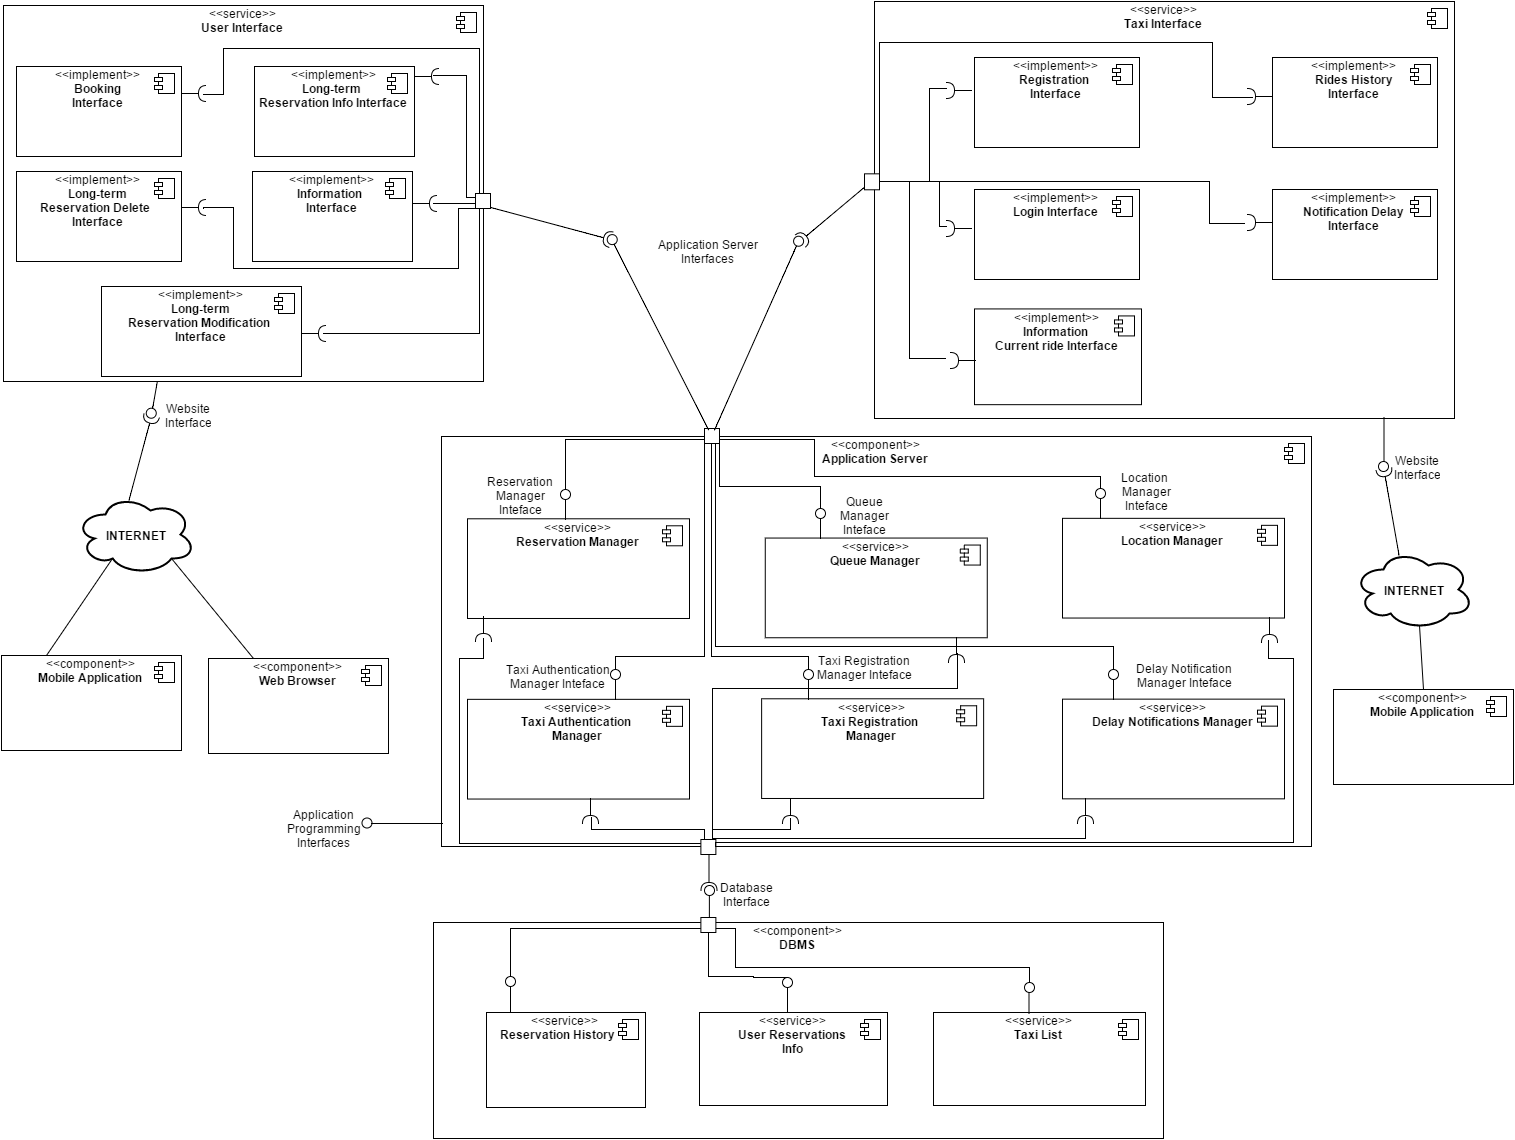 <<service>>
User Interface
<<implement>>
Booking
Interface
<<implement>>
Long-term
Reservation Info Interface
<<implement>>
Long-term
Reservation Delete
Interface
<<implement>>
Information
Interface
<<implement>>
Long-term
Reservation Modification
Interface
<<service>>
Taxi Interface
<<implement>>
Registration
Interface
<<implement>>
Rides History
Interface
<<implement>>
Login Interface
<<implement>>
Notification Delay
Interface
<<implement>>
Information
Current ride Interface
Application Server
Interfaces
Website
Interface
INTERNET
<<component>>
Mobile Application
<<component>>
Web Browser
Website
Interface
INTERNET
<<component>>
Mobile Application
<<component>>
Application Server
Reservation
Manager
Inteface
<<service>>
Reservation Manager
Queue
Manager
Inteface
<<service>>
Queue Manager
Location
Manager
Inteface
<<service>>
Location Manager
Taxi Authentication
Manager Inteface
<<service>>
Taxi Authentication
Manager
Taxi Registration
Manager Inteface
<<service>>
Taxi Registration
Manager
Delay Notification
Manager Inteface
<<service>>
Delay Notifications Manager
Application
Programming
Interfaces
Database
Interface
<<component>>
DBMS
<<service>>
Reservation History
<<service>>
User Reservations
Info
<<service>>
Taxi List